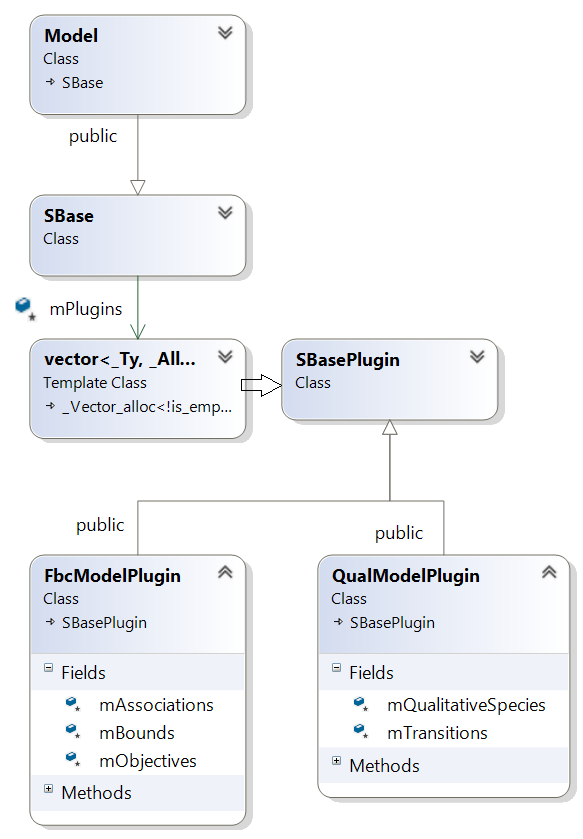 Model
Class
SBase
public
SBase
Class
mPlugins
vector<_Ty, _All...
Template Class
_Vector_alloc<!is_emp...
SBasePlugin
Class
public
public
FbcModelPlugin
Class
SBasePlugin
Fields
mAssociations
mBounds
mObjectives
Methods
QualModelPlugin
Class
SBasePlugin
Fields
mQualitativeSpecies
mTransitions
Methods